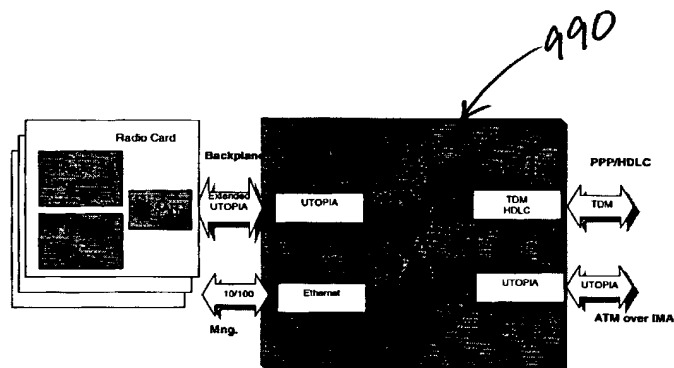 990
Radio Card
Backplane
PPP/HDLC
Extended
UTOPIA
UTOPIA
TDM
HDLC
TDM
10/100
Ethernet
UTOPIA
UTOPIA
Mng.
ATM over IMA